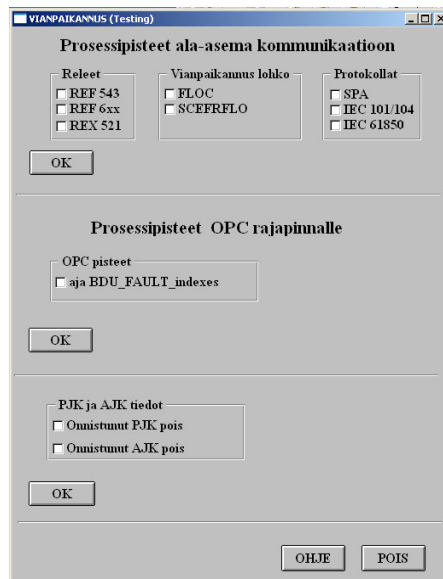 VIANPAIKANNUS (Testing)
Prosessipisteet ala-asema kommunikaatioon
Releet
REF 543
REF 6xx
REX 521
Vianpaikannus lohko
FLOC
SCEFRFLO
Protokollat
SPA
IEC 101/104
IEC 61850
OK
Prosessipisteet OPC rajapinnalle
OPC pisteet
aja BDU_FAULT_indexes
OK
PJK ja AJK tiedot
Onnistunut PJK pois
Onnistunut AJK pois
OK
OHJE POIS